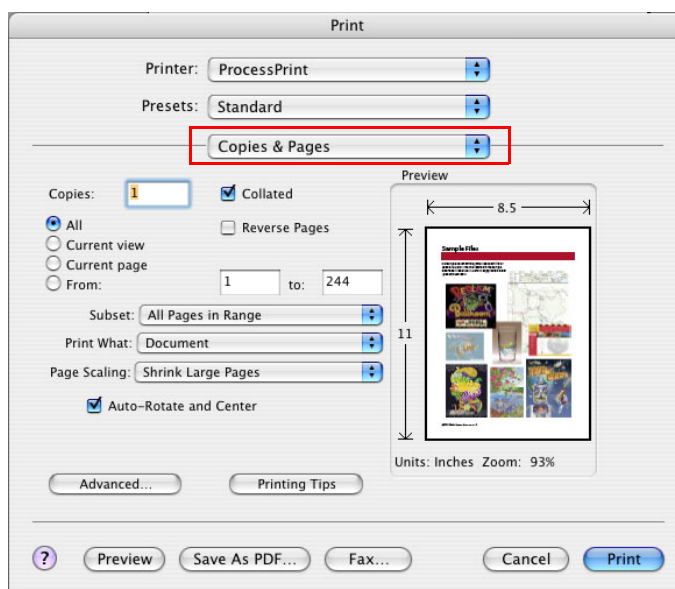 Print
Printer: ProcessPrint
Presets: Standard
Copies & Pages
Copies: 1 Collated
All Reverse Pages
Current view
Current page
From: 1 to: 244
Subset: All Pages in Range
Print What: Document
Page Scaling: Shrink Large Pages
Auto-Rotate and Center
Preview
8.5
11
Sample Files
Units: Inches Zoom: 93%
Advanced... Printing Tips
? Preview Save As PDF... Fax... Cancel Print